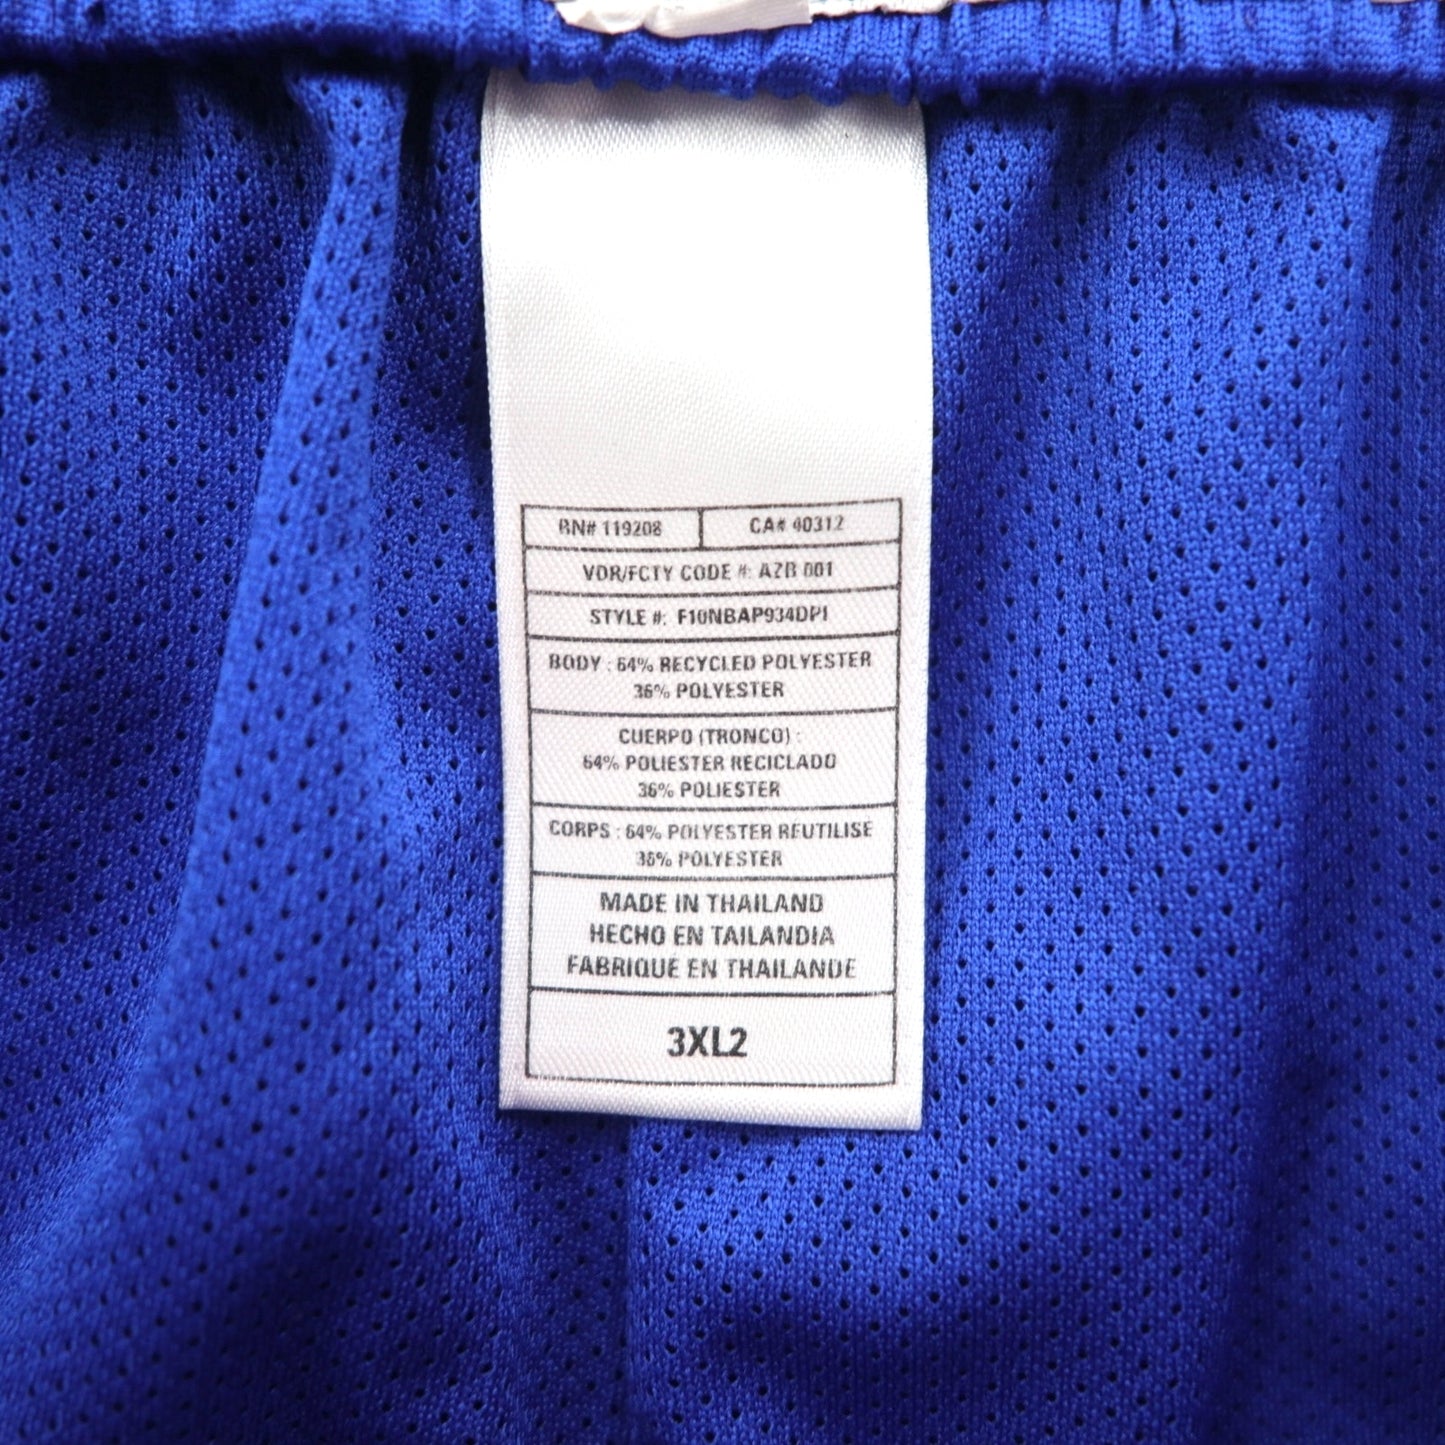 RN# 119208 CA# 40312
VDR/FCTY CODE #: AZB 001
STYLE #: F10NBAP934DPI
BODY : 64% RECYCLED POLYESTER
36% POLYESTER
CUERPO (TRONCO) :
64% POLIESTER RECICLADO
36% POLIESTER
CORPS : 64% POLYESTER REUTILISE
36% POLYESTER
MADE IN THAILAND
HECHO EN TAILANDIA
FABRIQUE EN THAILANDE
3XL2